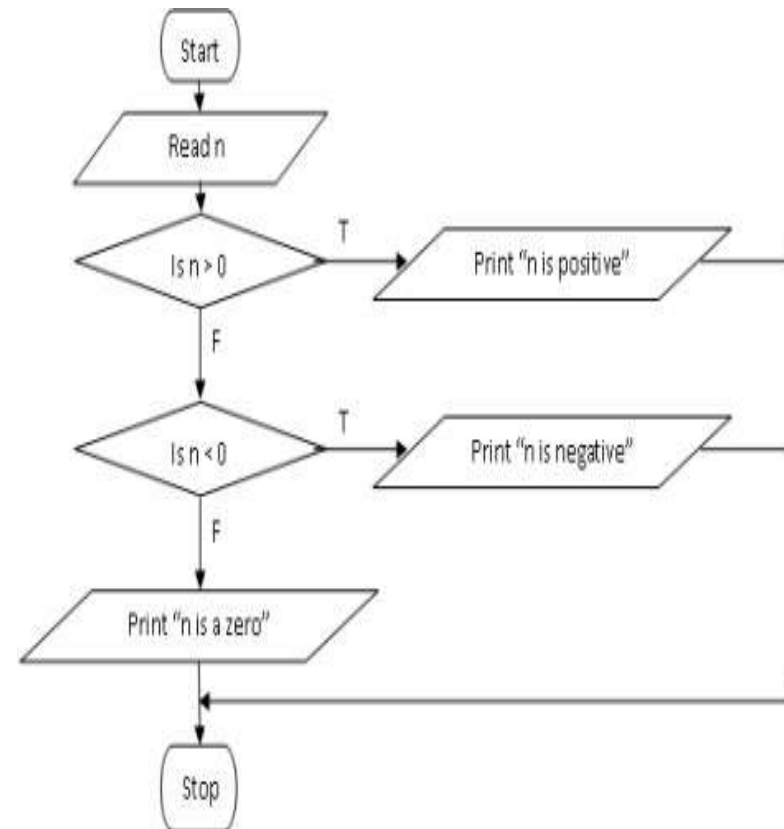 Start
Read n
Is n > 0
T
Print “n is positive”
F
Is n < 0
T
Print “n is negative”
F
Print “n is a zero”
Stop